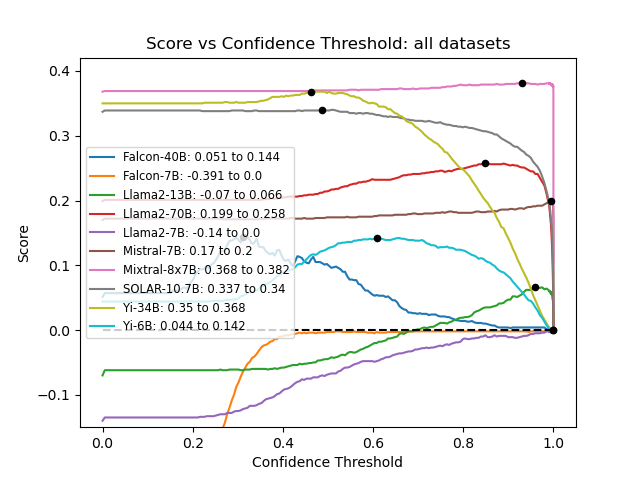 Score vs Confidence Threshold: all datasets
0.4
0.3
0.2
0.1
0.0
−0.1
Score
Falcon-40B: 0.051 to 0.144
Falcon-7B: -0.391 to 0.0
Llama2-13B: -0.07 to 0.066
Llama2-70B: 0.199 to 0.258
Llama2-7B: -0.14 to 0.0
Mistral-7B: 0.17 to 0.2
Mixtral-8x7B: 0.368 to 0.382
SOLAR-10.7B: 0.337 to 0.34
Yi-34B: 0.35 to 0.368
Yi-6B: 0.044 to 0.142
0.0 0.2 0.4 0.6 0.8 1.0
Confidence Threshold